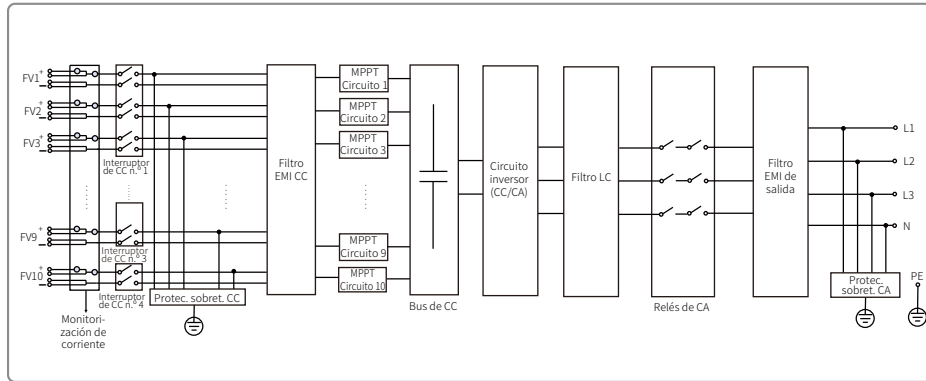 FV1
+
FV2
+
FV3
+
FV9
+
FV10
+
Monitori-
zación de
corriente
Interruptor
de CC n.º 1
Interruptor
de CC n.º 3
Interruptor
de CC n.º 4
Protec. sobret. CC
Filtro
EMI CC
MPPT
Circuito 1
MPPT
Circuito 2
MPPT
Circuito 3
MPPT
Circuito 9
MPPT
Circuito 10
Bus de CC
Circuito
inversor
(CC/CA)
Filtro LC
Relés de CA
Filtro
EMI de
salida
L1
L2
L3
N
Protec.
sobret. CA
PE